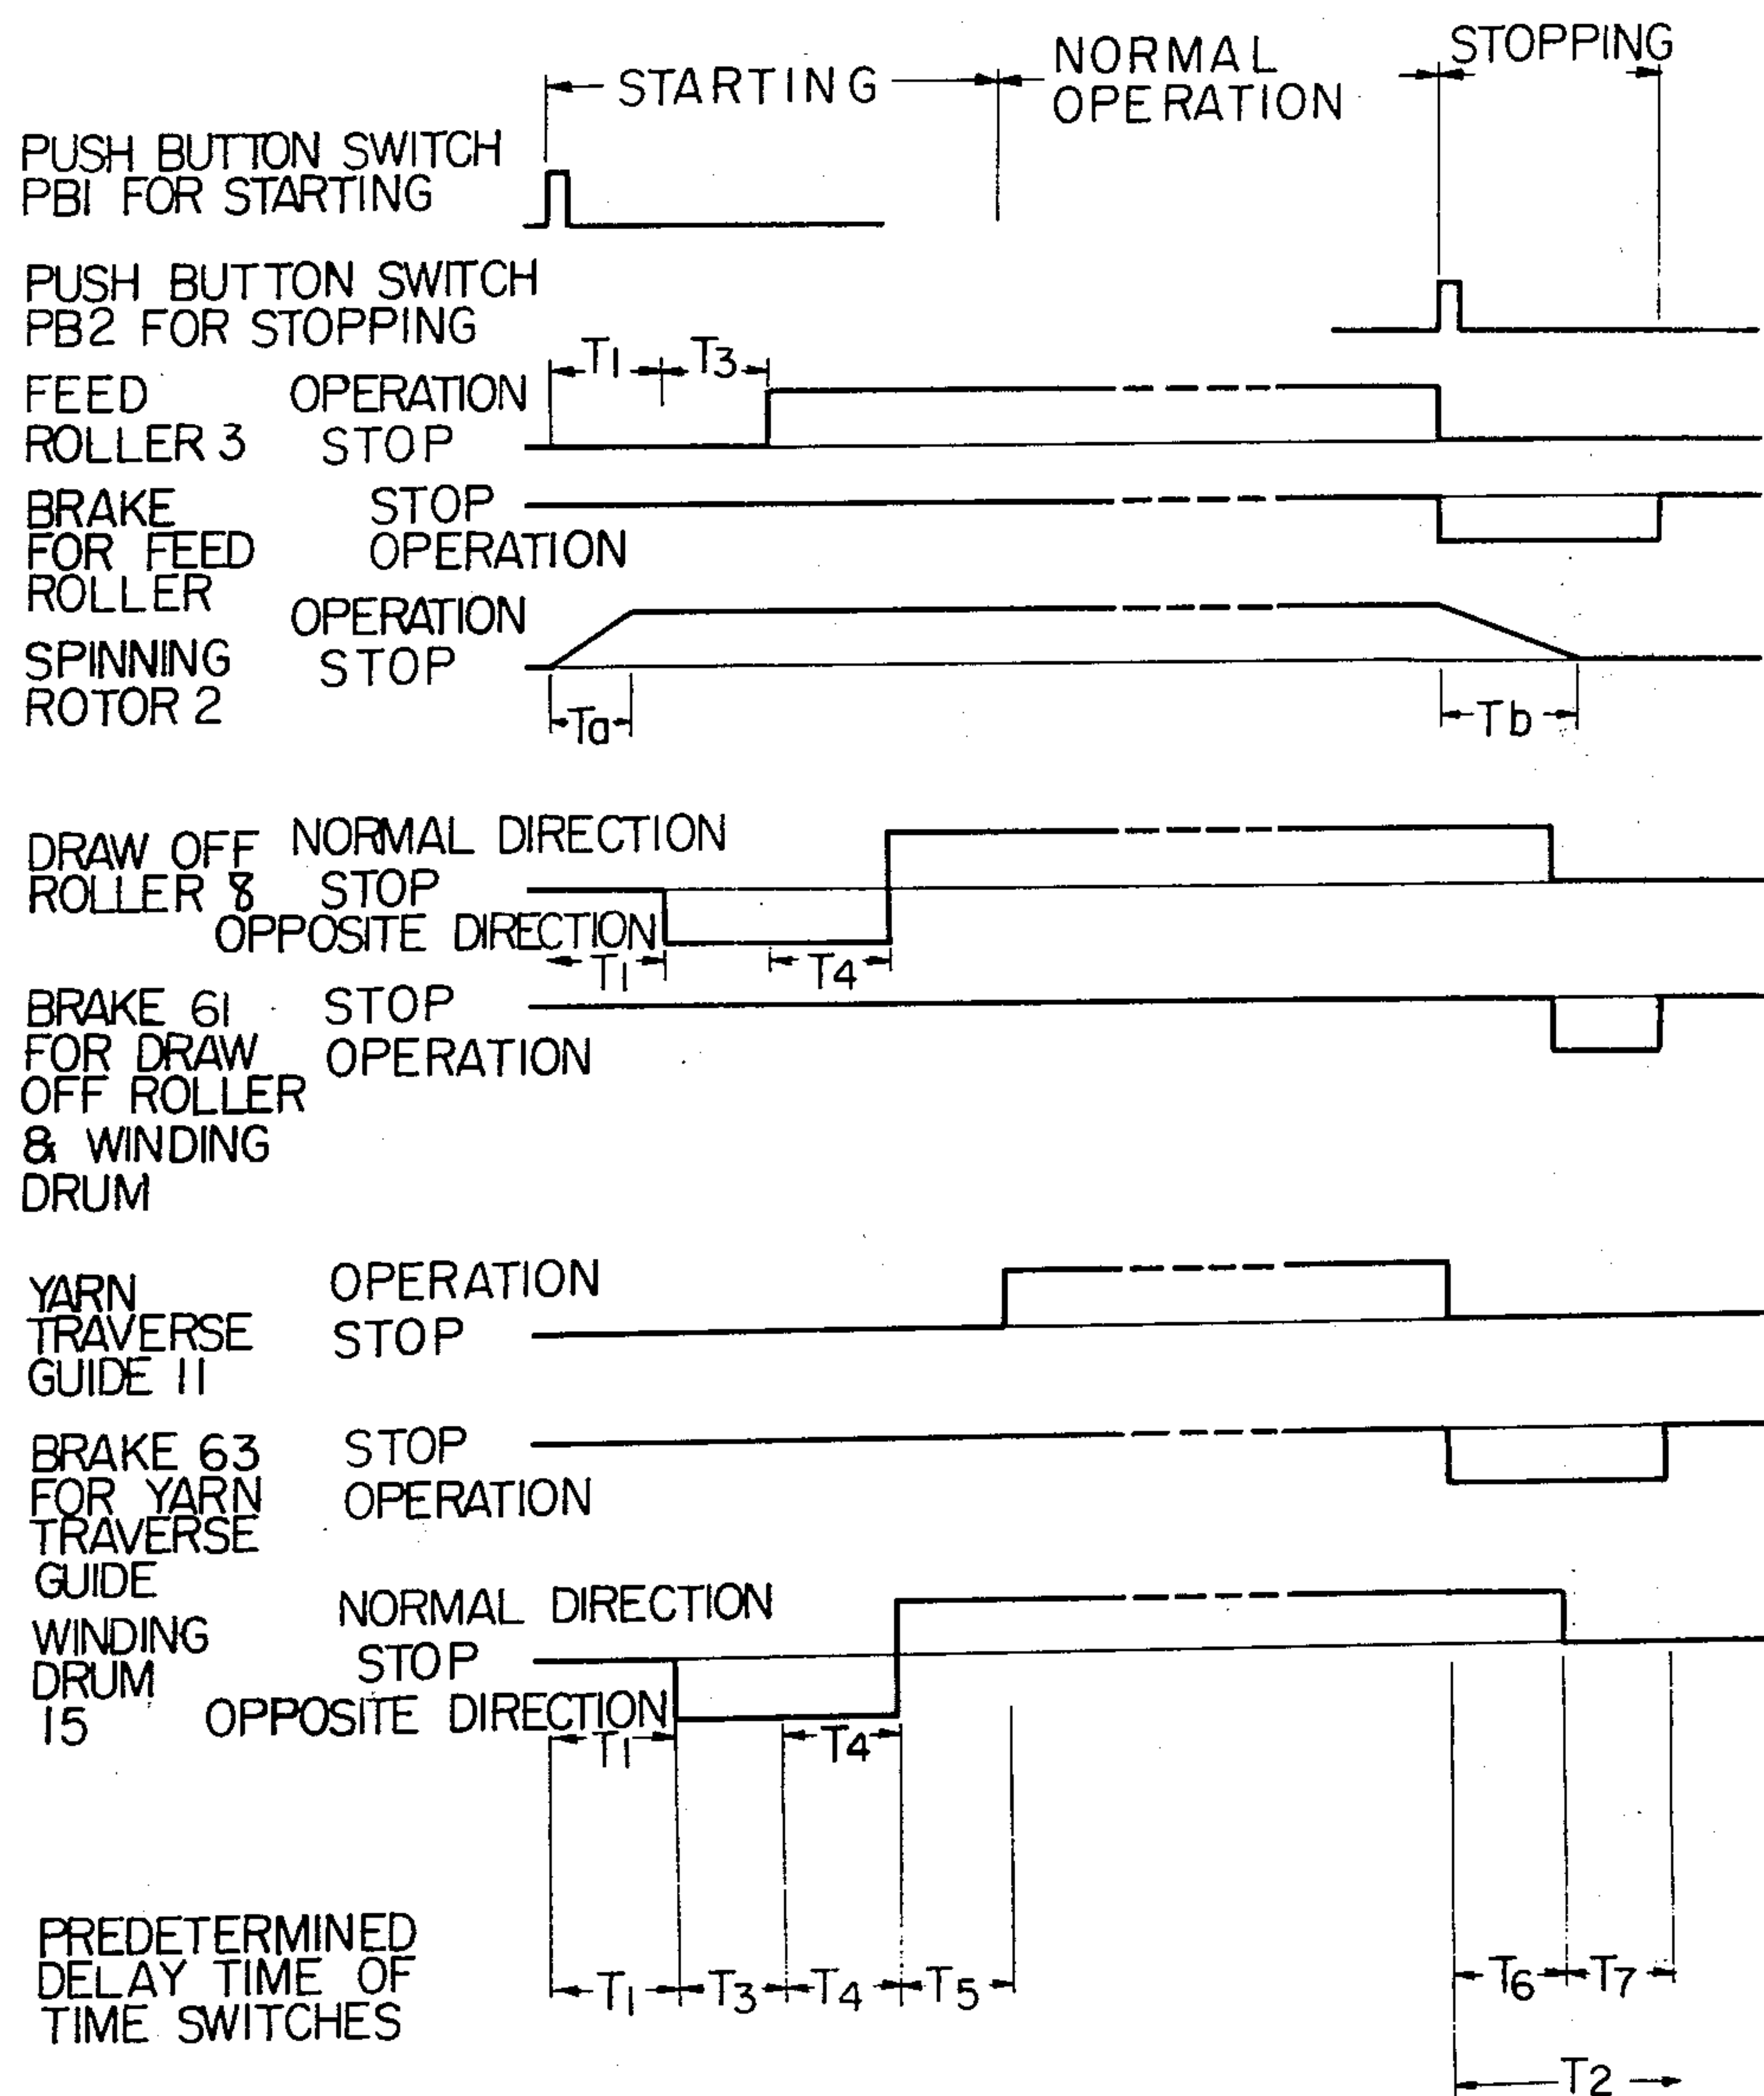 STARTING
NORMAL
OPERATION
STOPPING
PUSH BUTTON SWITCH
PB1 FOR STARTING
PUSH BUTTON SWITCH
PB2 FOR STOPPING
T1 T3
FEED OPERATION
ROLLER 3 STOP
BRAKE STOP
FOR FEED OPERATION
ROLLER
OPERATION
SPINNING STOP
ROTOR 2
Ta Tb
DRAW OFF NORMAL DIRECTION
ROLLER 8 STOP
OPPOSITE DIRECTION
T1 T4
BRAKE 61 STOP
FOR DRAW OPERATION
OFF ROLLER
& WINDING
DRUM
YARN OPERATION
TRAVERSE STOP
GUIDE 11
BRAKE 63 STOP
FOR YARN OPERATION
TRAVERSE
GUIDE
NORMAL DIRECTION
WINDING STOP
DRUM
15 OPPOSITE DIRECTION
T1 T4
PREDETERMINED
DELAY TIME OF
TIME SWITCHES
T1 T3 T4 T5 T6 T7
T2